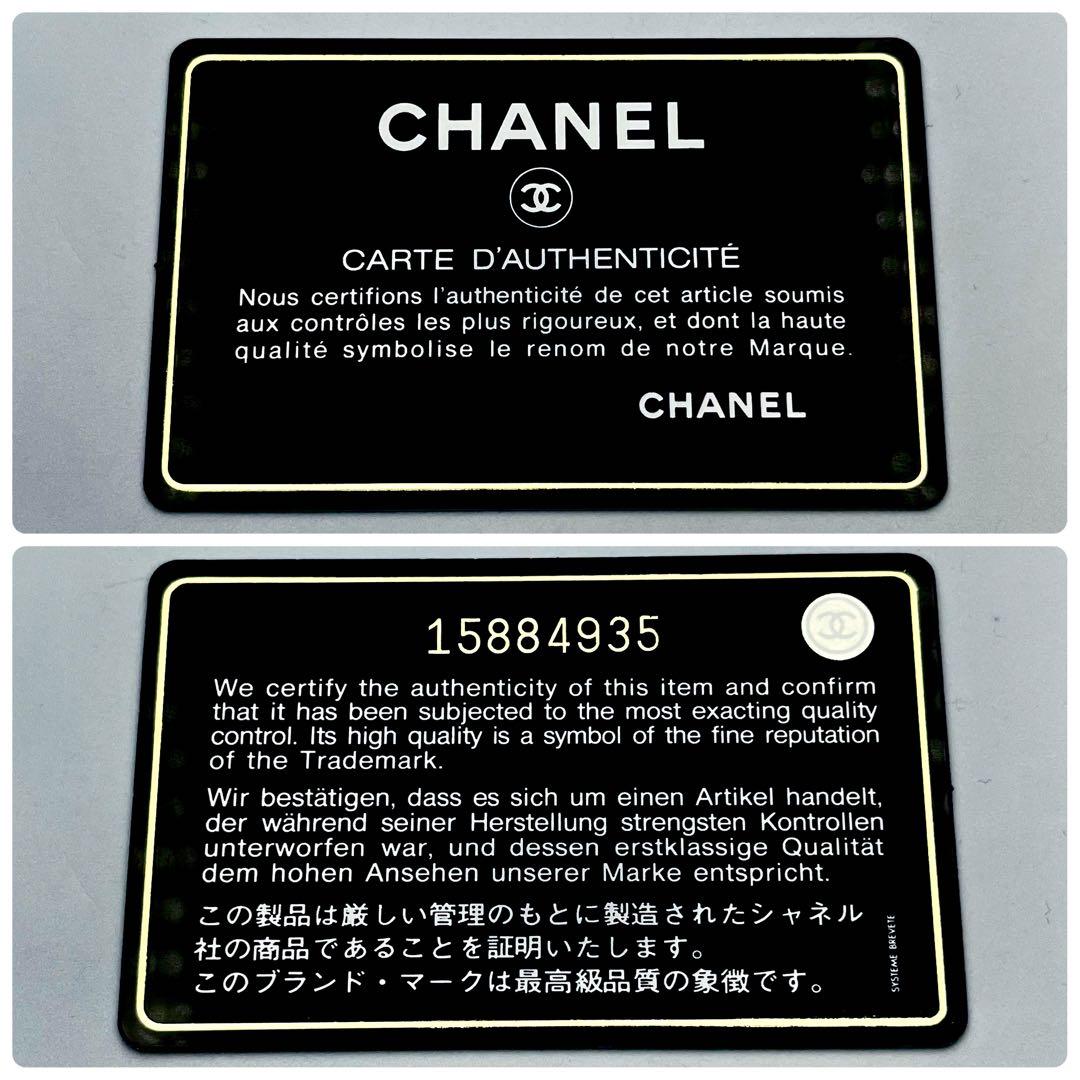 CHANEL
CARTE D'AUTHENTICITÉ
Nous certifions l'authenticité de cet article soumis
aux contrôles les plus rigoureux, et dont la haute
qualité symbolise le renom de notre Marque.
CHANEL
15884935
We certify the authenticity of this item and confirm
that it has been subjected to the most exacting quality
control. Its high quality is a symbol of the fine reputation
of the Trademark.
Wir bestätigen, dass es sich um einen Artikel handelt,
der während seiner Herstellung strengsten Kontrollen
unterworfen war, und dessen erstklassige Qualität
dem hohen Ansehen unserer Marke entspricht.
この製品は厳しい管理のもとに製造されたシャネル
社の商品であることを証明いたします。
このブランド・マークは最高級品質の象徴です。
SYSTEME BREVETE